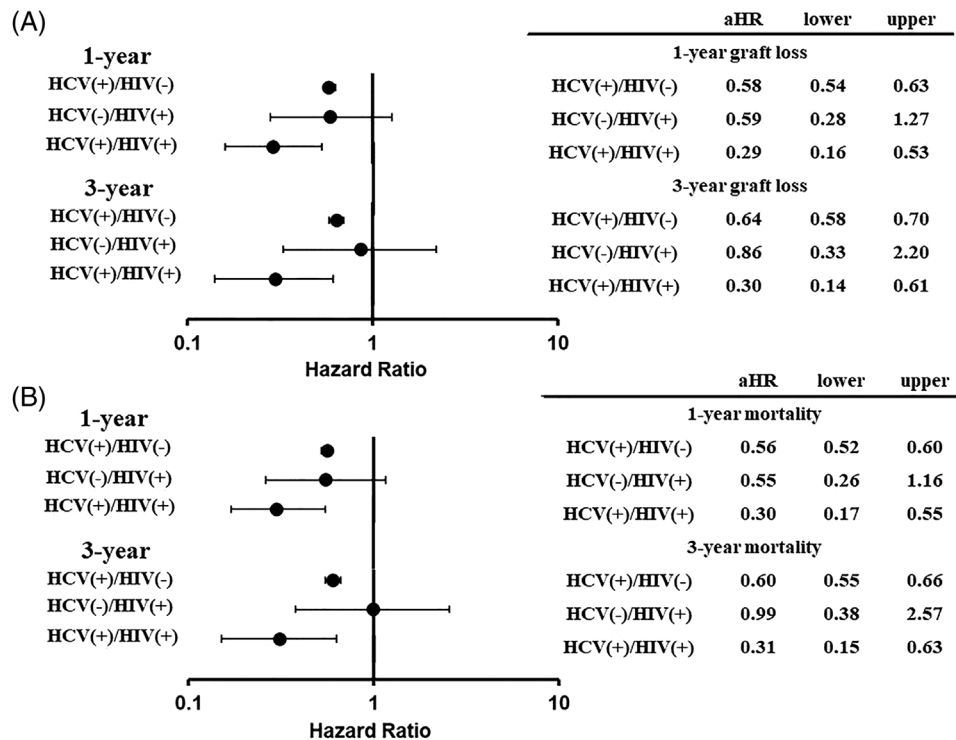 (A)
aHR lower upper
1-year
1-year graft loss
HCV(+)/HIV(-)
HCV(+)/HIV(-) 0.58 0.54 0.63
HCV(-)/HIV(+)
HCV(-)/HIV(+) 0.59 0.28 1.27
HCV(+)/HIV(+)
HCV(+)/HIV(+) 0.29 0.16 0.53
3-year
3-year graft loss
HCV(+)/HIV(-)
HCV(+)/HIV(-) 0.64 0.58 0.70
HCV(-)/HIV(+)
HCV(-)/HIV(+) 0.86 0.33 2.20
HCV(+)/HIV(+)
HCV(+)/HIV(+) 0.30 0.14 0.61
0.1 1 10
Hazard Ratio
(B)
aHR lower upper
1-year
1-year mortality
HCV(+)/HIV(-)
HCV(+)/HIV(-) 0.56 0.52 0.60
HCV(-)/HIV(+)
HCV(-)/HIV(+) 0.55 0.26 1.16
HCV(+)/HIV(+)
HCV(+)/HIV(+) 0.30 0.17 0.55
3-year
3-year mortality
HCV(+)/HIV(-)
HCV(+)/HIV(-) 0.60 0.55 0.66
HCV(-)/HIV(+)
HCV(-)/HIV(+) 0.99 0.38 2.57
HCV(+)/HIV(+)
HCV(+)/HIV(+) 0.31 0.15 0.63
0.1 1 10
Hazard Ratio